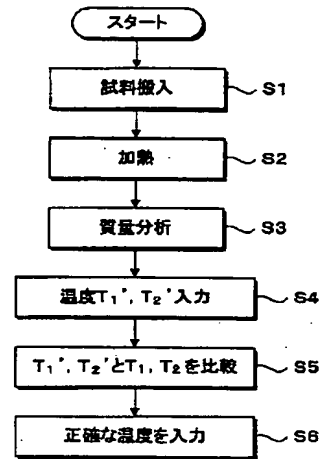 スタート
試料搬入 S1
加熱 S2
質量分析 S3
温度T₁', T₂'入力 S4
T₁', T₂'とT₁, T₂を比較 S5
正確な温度を入力 S6